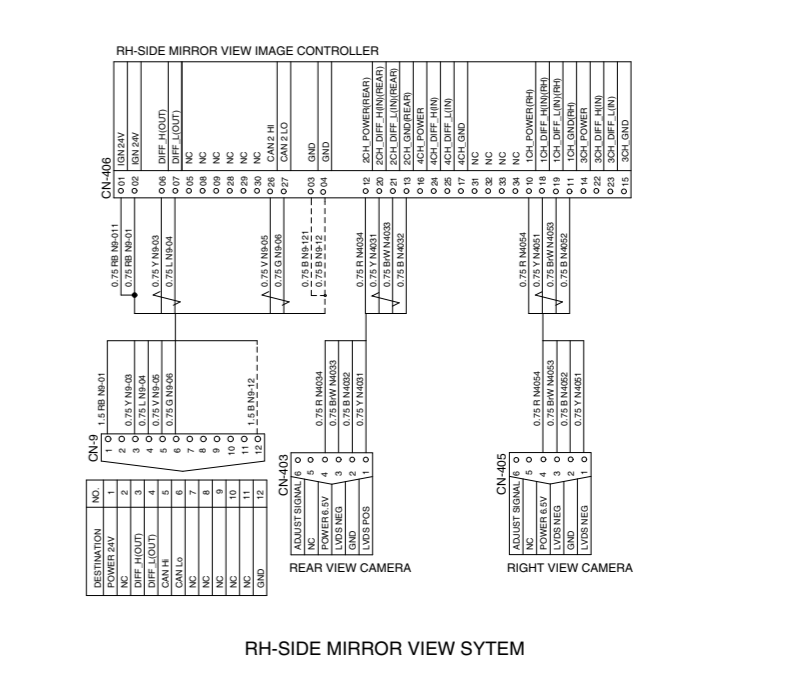 RH-SIDE MIRROR VIEW IMAGE CONTROLLER
CN-406
01 IGN 24V
02 IGN 24V
06 DIFF_H(OUT)
07 DIFF_L(OUT)
05 NC
08 NC
09 NC
28 NC
29 NC
30 NC
26 CAN 2 HI
27 CAN 2 LO
03 GND
04 GND
12 2CH_POWER(REAR)
20 2CH_DIFF_H(IN)(REAR)
21 2CH_DIFF_L(IN)(REAR)
13 2CH_GND(REAR)
16 4CH_POWER
24 4CH_DIFF_H(IN)
25 4CH_DIFF_L(IN)
17 4CH_GND
31 NC
32 NC
33 NC
34 NC
10 1CH_POWER(RH)
18 1CH_DIFF_H(IN)(RH)
19 1CH_DIFF_L(IN)(RH)
11 1CH_GND(RH)
14 3CH_POWER
22 3CH_DIFF_H(IN)
23 3CH_DIFF_L(IN)
15 3CH_GND
0.75 RB N9-011
0.75 RB N9-01
0.75 Y N9-03
0.75 L N9-04
0.75 V N9-05
0.75 G N9-06
0.75 B N9-121
0.75 B N9-12
0.75 R N4034
0.75 Y N4031
0.75 BrW N4033
0.75 B N4032
0.75 R N4054
0.75 Y N4051
0.75 BrW N4053
0.75 B N4052
1.5 RB N9-01
0.75 Y N9-03
0.75 L N9-04
0.75 V N9-05
0.75 G N9-06
1.5 B N9-12
0.75 R N4034
0.75 BrW N4033
0.75 B N4032
0.75 Y N4031
0.75 R N4054
0.75 BrW N4053
0.75 B N4052
0.75 Y N4051
CN-9
1
2
3
4
5
6
7
8
9
10
11
12
DESTINATION NO.
POWER 24V 1
NC 2
DIFF_H(OUT) 3
DIFF_L(OUT) 4
CAN Hi 5
CAN Lo 6
NC 7
NC 8
NC 9
NC 10
NC 11
GND 12
CN-403
ADJUST SIGNAL 6
NC 5
POWER 6.5V 4
LVDS NEG 3
GND 2
LVDS POS 1
REAR VIEW CAMERA
CN-405
ADJUST SIGNAL 6
NC 5
POWER 6.5V 4
LVDS NEG 3
GND 2
LVDS NEG 1
RIGHT VIEW CAMERA
RH-SIDE MIRROR VIEW SYTEM